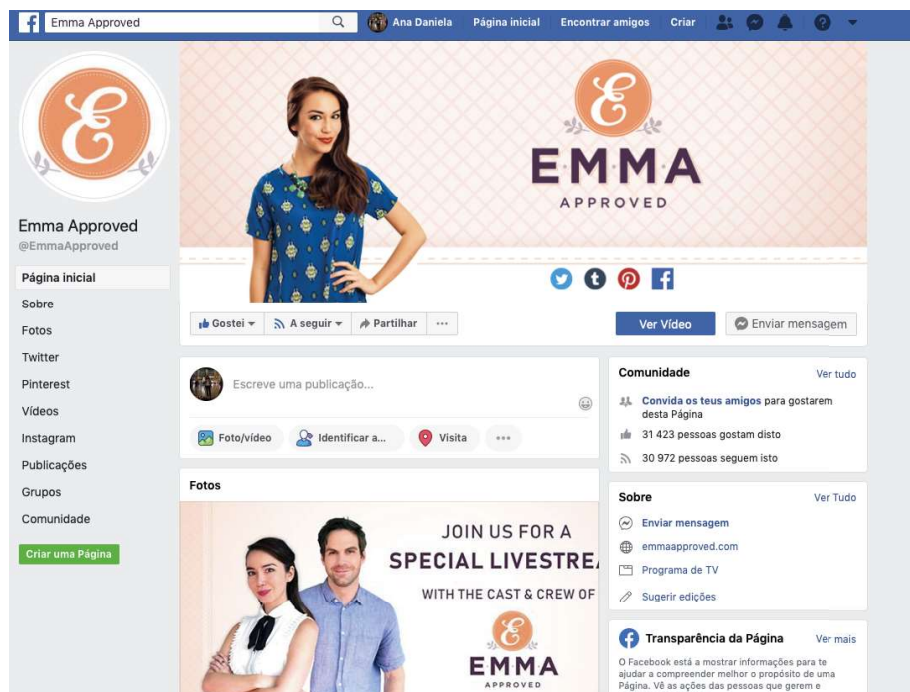 Emma Approved
Ana Daniela
Página inicial
Encontrar amigos
Criar
E
E·M·M·A
APPROVED
Emma Approved
@EmmaApproved
Página inicial
Sobre
Fotos
Twitter
Pinterest
Vídeos
Instagram
Publicações
Grupos
Comunidade
Criar uma Página
Gostei
A seguir
Partilhar
Ver Vídeo
Enviar mensagem
Escreve uma publicação...
Foto/vídeo
Identificar a...
Visita
Fotos
JOIN US FOR A
SPECIAL LIVESTREA
WITH THE CAST & CREW OF
E
EMMA
APPROVED
Comunidade
Ver tudo
Convida os teus amigos para gostarem
desta Página
31 423 pessoas gostam disto
30 972 pessoas seguem isto
Sobre
Ver Tudo
Enviar mensagem
emmaapproved.com
Programa de TV
Sugerir edições
Transparência da Página
Ver mais
O Facebook está a mostrar informações para te
ajudar a compreender melhor o propósito de uma
Página. Vê as ações das pessoas que gerem e